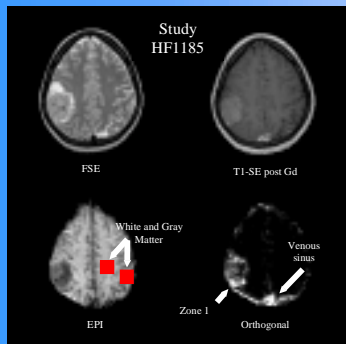 Study
HF1185
FSE
T1-SE post Gd
White and Gray
Matter
Venous
sinus
Zone 1
EPI
Orthogonal